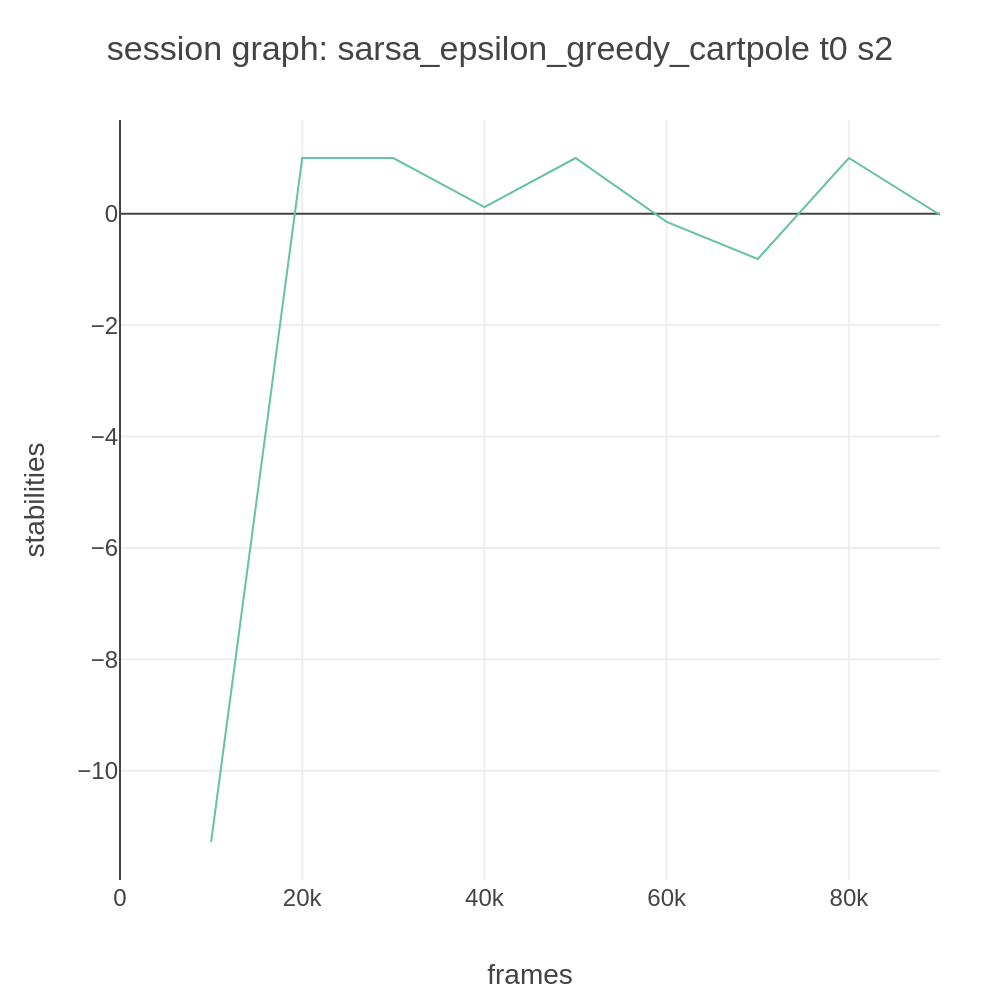 session graph: sarsa_epsilon_greedy_cartpole t0 s2
stabilities
0
−2
−4
−6
−8
−10
0
20k
40k
60k
80k
frames